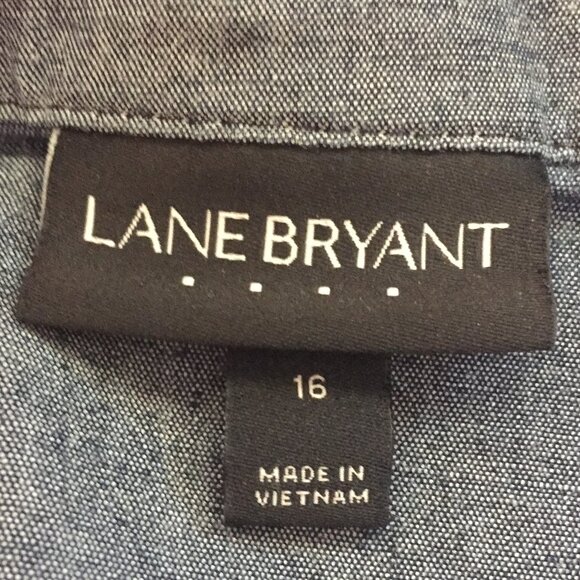 LANE BRYANT
16
MADE IN
VIETNAM